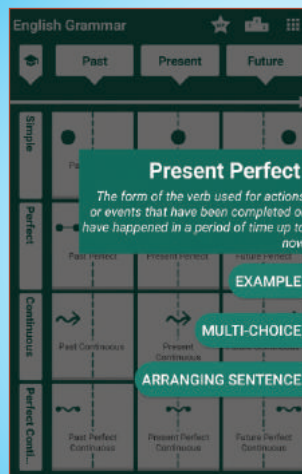 English Grammar
Past
Present
Future
Simple
Perfect
Present Perfect
The form of the verb used for actions
or events that have been completed o
have happened in a period of time up to
now
Past Perfect
Present Perfect
Future Perfect
EXAMPLE
Continuous
MULTI-CHOICE
Past Continuous
Present
Continuous
ARRANGING SENTENCE
Perfect Conti...
Past Perfect
Continuous
Present Perfect
Continuous
Future Perfect
Continuous